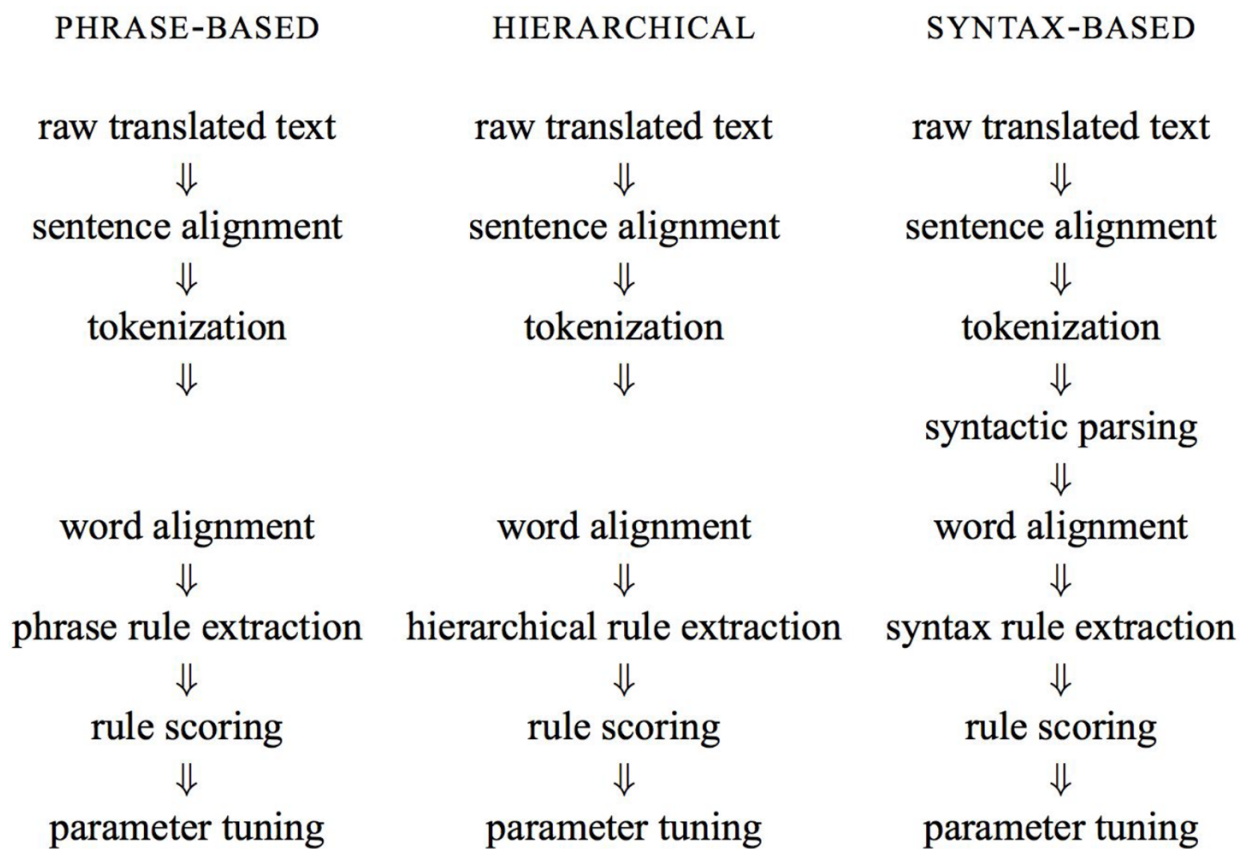 PHRASE-BASED HIERARCHICAL SYNTAX-BASED
raw translated text raw translated text raw translated text
⇓ ⇓ ⇓
sentence alignment sentence alignment sentence alignment
⇓ ⇓ ⇓
tokenization tokenization tokenization
⇓ ⇓ ⇓
syntactic parsing
⇓
word alignment word alignment word alignment
⇓ ⇓ ⇓
phrase rule extraction hierarchical rule extraction syntax rule extraction
⇓ ⇓ ⇓
rule scoring rule scoring rule scoring
⇓ ⇓ ⇓
parameter tuning parameter tuning parameter tuning